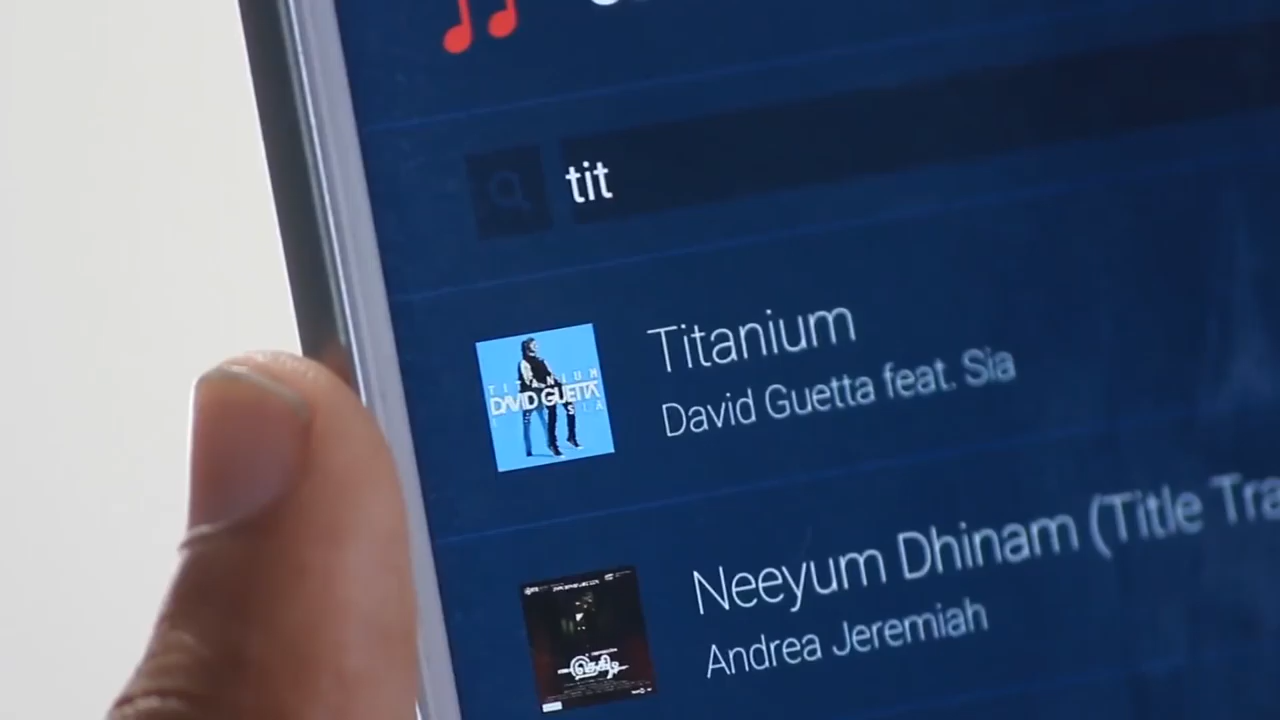 tit
Titanium
David Guetta feat. Sia
TITANIUM
DAVID GUETTA
SIA
Neeyum Dhinam (Title Tra
Andrea Jeremiah
தெகிடி